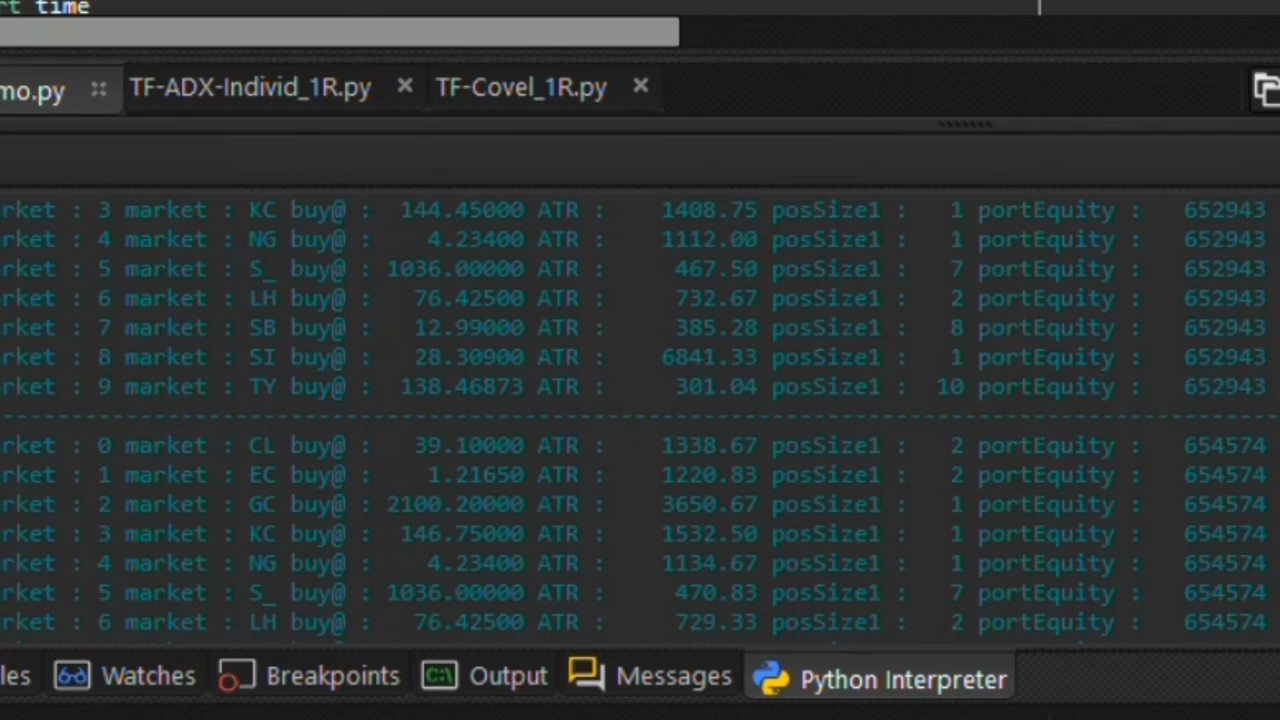 rt time
mo.py TF-ADX-Individ_1R.py × TF-Covel_1R.py ×
rket : 3 market : KC buy@ : 144.45000 ATR : 1408.75 posSize1 : 1 portEquity : 652943
rket : 4 market : NG buy@ : 4.23400 ATR : 1112.00 posSize1 : 1 portEquity : 652943
rket : 5 market : S_ buy@ : 1036.00000 ATR : 467.50 posSize1 : 7 portEquity : 652943
rket : 6 market : LH buy@ : 76.42500 ATR : 732.67 posSize1 : 2 portEquity : 652943
rket : 7 market : SB buy@ : 12.99000 ATR : 385.28 posSize1 : 8 portEquity : 652943
rket : 8 market : SI buy@ : 28.30900 ATR : 6841.33 posSize1 : 1 portEquity : 652943
rket : 9 market : TY buy@ : 138.46873 ATR : 301.04 posSize1 : 10 portEquity : 652943
rket : 0 market : CL buy@ : 39.10000 ATR : 1338.67 posSize1 : 2 portEquity : 654574
rket : 1 market : EC buy@ : 1.21650 ATR : 1220.83 posSize1 : 2 portEquity : 654574
rket : 2 market : GC buy@ : 2100.20000 ATR : 3650.67 posSize1 : 1 portEquity : 654574
rket : 3 market : KC buy@ : 146.75000 ATR : 1532.50 posSize1 : 1 portEquity : 654574
rket : 4 market : NG buy@ : 4.23400 ATR : 1134.67 posSize1 : 1 portEquity : 654574
rket : 5 market : S_ buy@ : 1036.00000 ATR : 470.83 posSize1 : 7 portEquity : 654574
rket : 6 market : LH buy@ : 76.42500 ATR : 729.33 posSize1 : 2 portEquity : 654574
les Watches Breakpoints Output Messages Python Interpreter